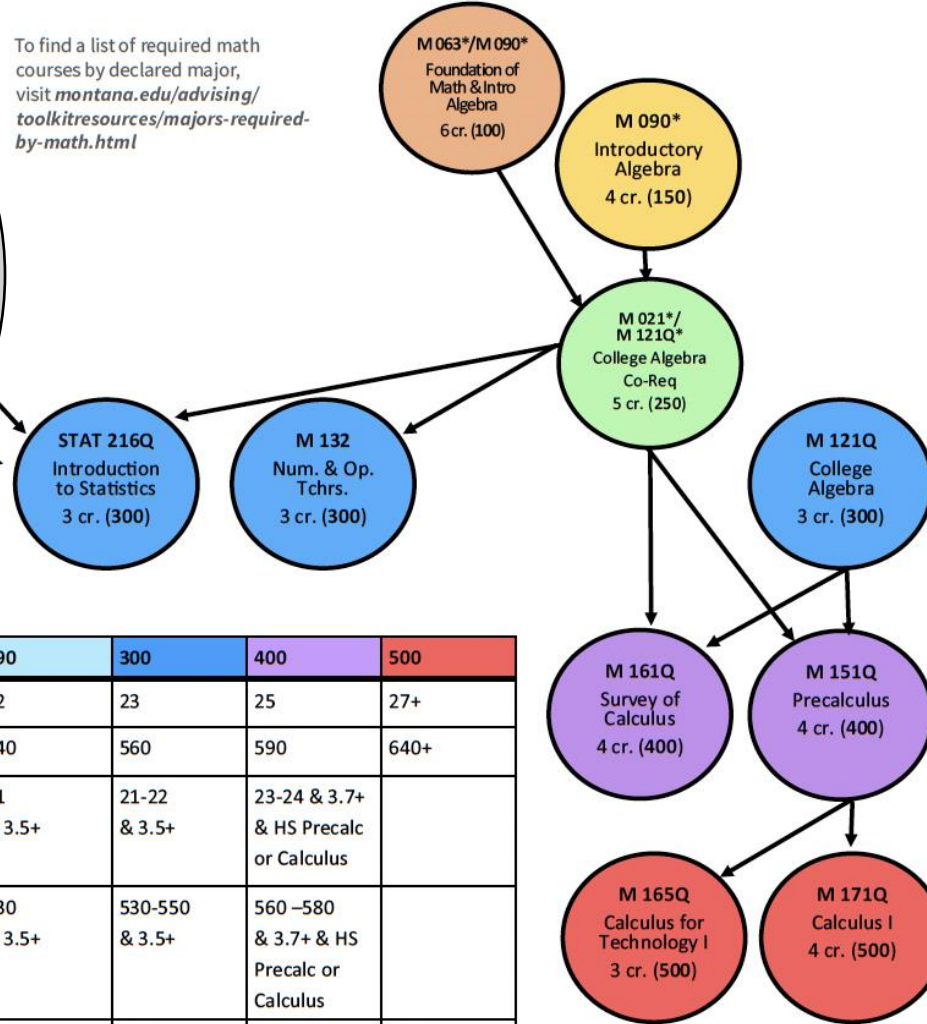 To find a list of required math
courses by declared major,
visit montana.edu/advising/
toolkitresources/majors-required-
by-math.html
M 063*/M 090*
Foundation of
Math & Intro
Algebra
6 cr. (100)
M 090*
Introductory
Algebra
4 cr. (150)
M 021*/
M 121Q*
College Algebra
Co-Req
5 cr. (250)
STAT 216Q
Introduction
to Statistics
3 cr. (300)
M 132
Num. & Op.
Tchrs.
3 cr. (300)
M 121Q
College
Algebra
3 cr. (300)
M 161Q
Survey of
Calculus
4 cr. (400)
M 151Q
Precalculus
4 cr. (400)
M 165Q
Calculus for
Technology I
3 cr. (500)
M 171Q
Calculus I
4 cr. (500)
300 400 500
23 25 27+
560 590 640+
21-22 23-24 & 3.7+
3.5+ & 3.5+ & HS Precalc
or Calculus
530-550 560 –580
3.5+ & 3.5+ & 3.7+ & HS
Precalc or
Calculus